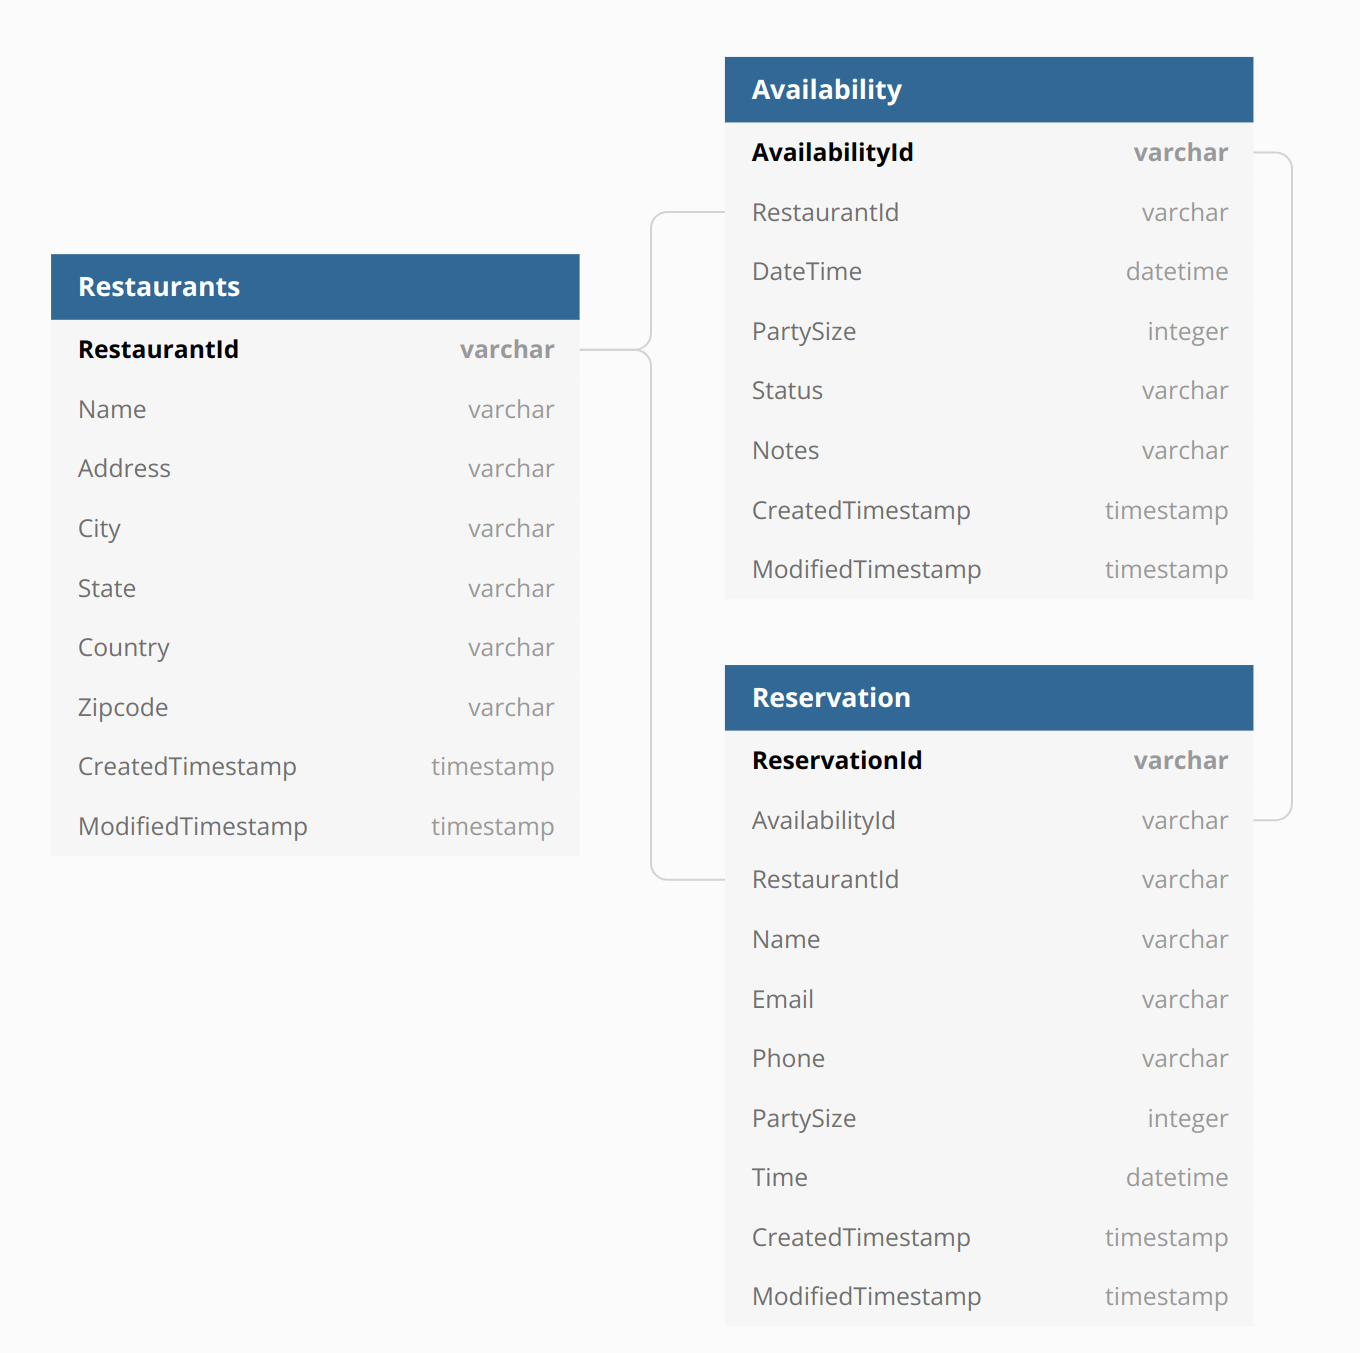 Restaurants
RestaurantId varchar
Name varchar
Address varchar
City varchar
State varchar
Country varchar
Zipcode varchar
CreatedTimestamp timestamp
ModifiedTimestamp timestamp
Availability
AvailabilityId varchar
RestaurantId varchar
DateTime datetime
PartySize integer
Status varchar
Notes varchar
CreatedTimestamp timestamp
ModifiedTimestamp timestamp
Reservation
ReservationId varchar
AvailabilityId varchar
RestaurantId varchar
Name varchar
Email varchar
Phone varchar
PartySize integer
Time datetime
CreatedTimestamp timestamp
ModifiedTimestamp timestamp